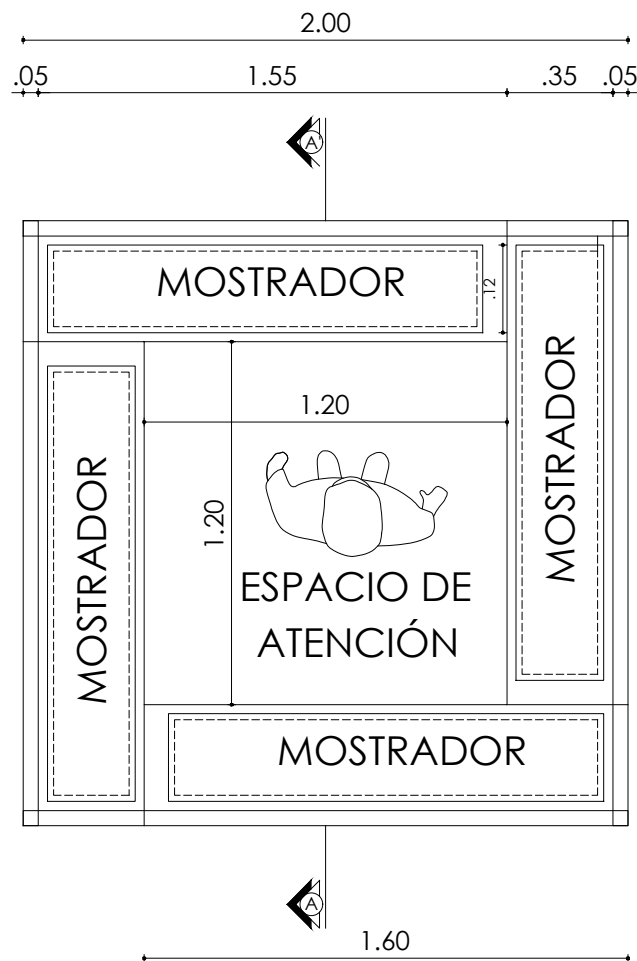 2.00
.05 1.55 .35 .05
A'
MOSTRADOR
.12
MOSTRADOR
1.20
1.20
MOSTRADOR
ESPACIO DE
ATENCIÓN
MOSTRADOR
A
1.60